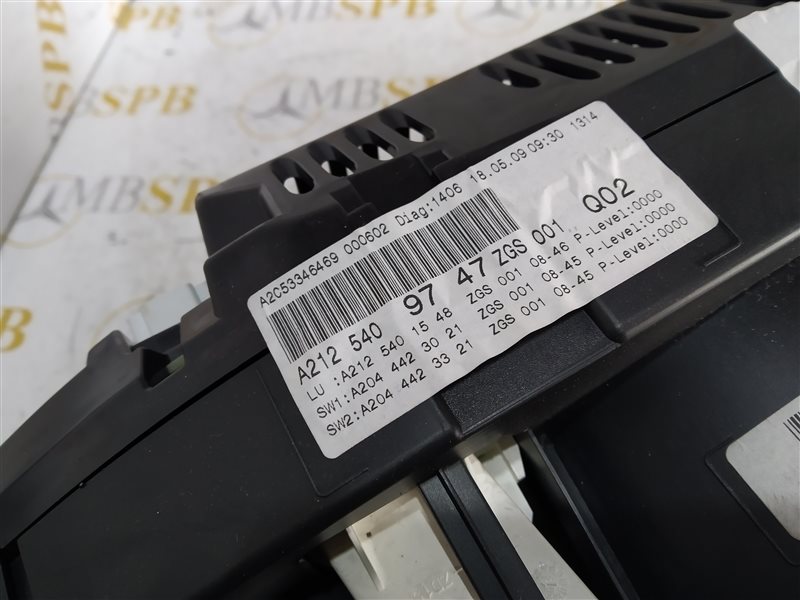 MBSPB
MBSPB
A2C53346469 000602 Diag:1406 18.05.09 09:30 1314
A212 540 97 47 ZGS 001 Q02
LU :A212 540 15 48 ZGS 001 08-46 P-Level:0000
SW1:A204 442 30 21 ZGS 001 08-45 P-Level:0000
SW2:A204 442 33 21 ZGS 001 08-45 P-Level:0000